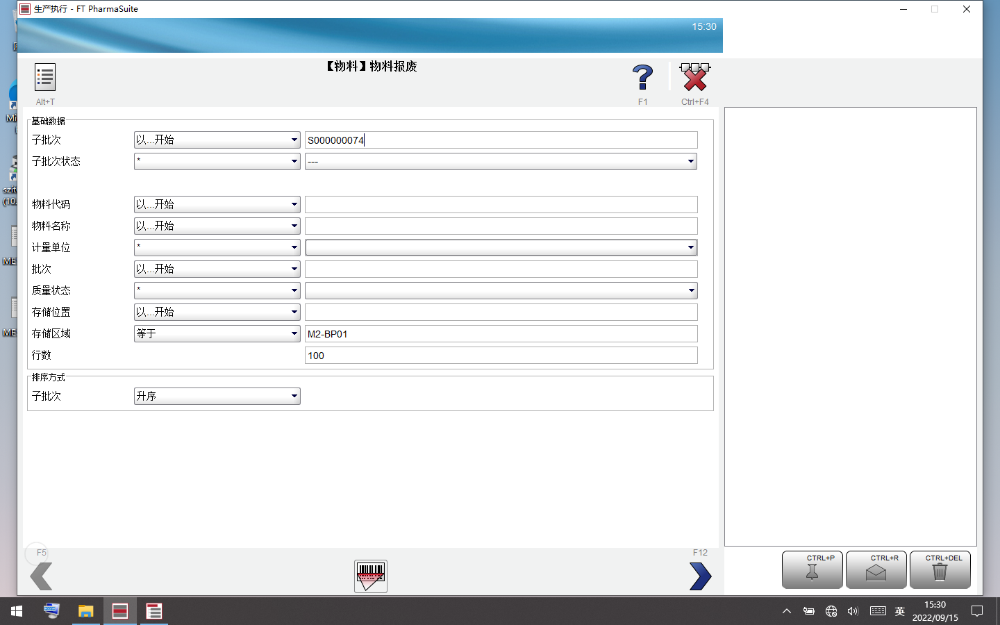 生产执行 - FT PharmaSuite
15:30
【物料】物料报废
Alt+T
F1
Ctrl+F4
基础数据
子批次 以...开始 S000000074
子批次状态 * ---
物料代码 以...开始
物料名称 以...开始
计量单位 *
批次 以...开始
质量状态 *
存储位置 以...开始
存储区域 等于 M2-BP01
行数 100
排序方式
子批次 升序
F5
F12
CTRL+P
CTRL+R
CTRL+DEL
szit
(10.
ME
ME
英
15:30
2022/09/15